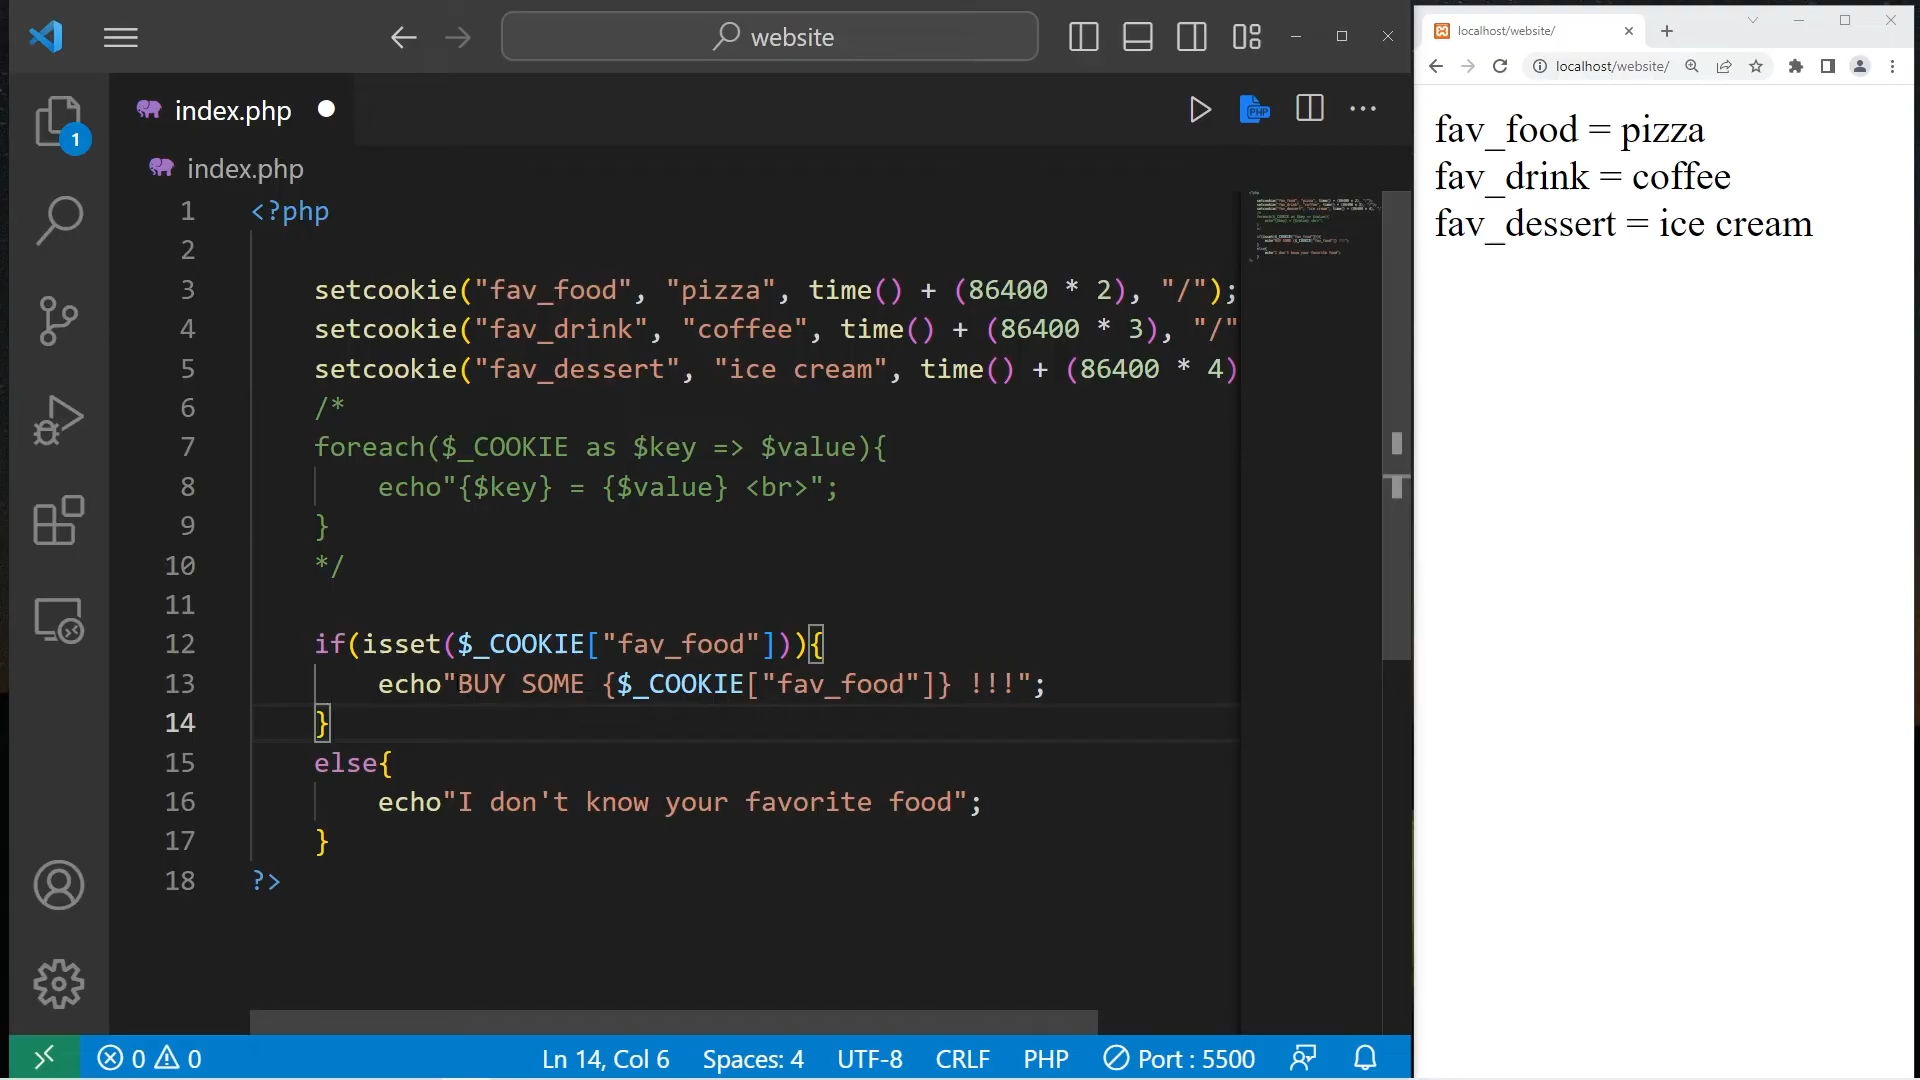 website
index.php
index.php
1 <?php
2
3 setcookie("fav_food", "pizza", time() + (86400 * 2), "/");
4 setcookie("fav_drink", "coffee", time() + (86400 * 3), "/"
5 setcookie("fav_dessert", "ice cream", time() + (86400 * 4)
6 /*
7 foreach($_COOKIE as $key => $value){
8 echo"{$key} = {$value} <br>";
9 }
10 */
11
12 if(isset($_COOKIE["fav_food"])){
13 echo"BUY SOME {$_COOKIE["fav_food"]} !!!";
14 }
15 else{
16 echo"I don't know your favorite food";
17 }
18 ?>
1
PHP
0 0 Ln 14, Col 6 Spaces: 4 UTF-8 CRLF PHP Port : 5500
localhost/website/
localhost/website/
fav_food = pizza
fav_drink = coffee
fav_dessert = ice cream